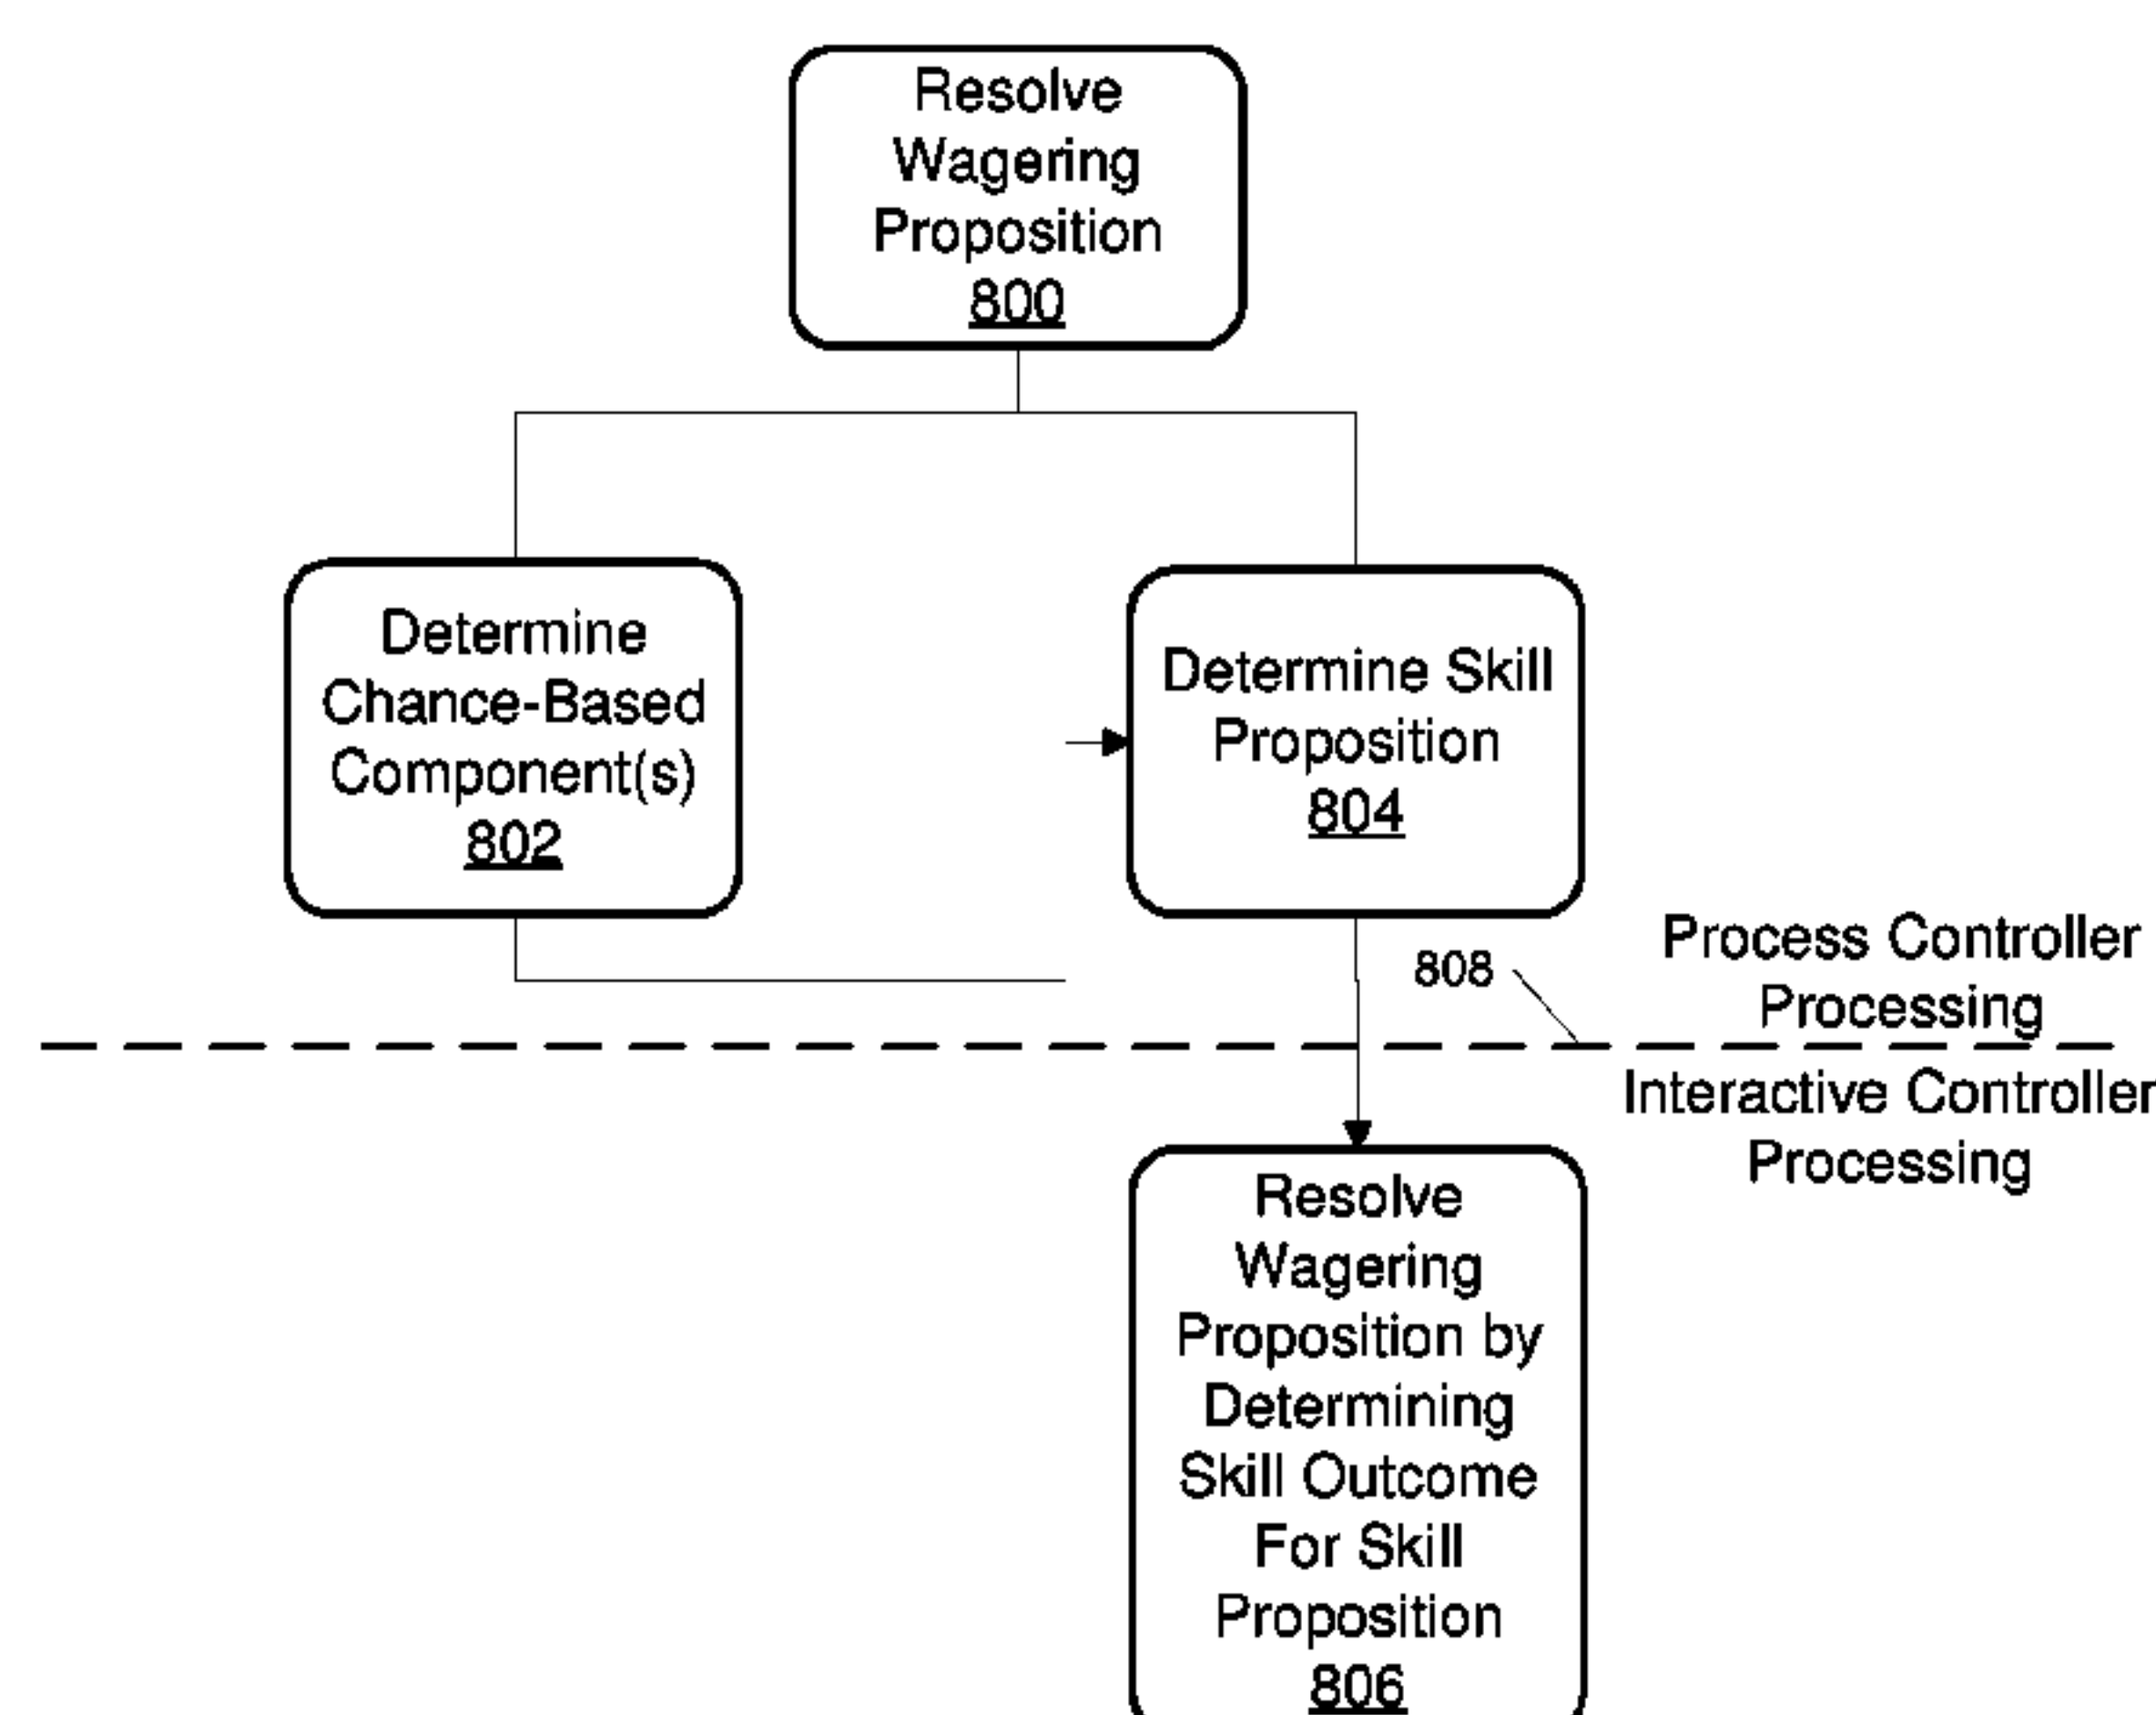 Resolve
Wagering
Proposition
800
Determine
Chance-Based
Component(s)
802
Determine Skill
Proposition
804
808
Process Controller
Processing
Interactive Controller
Processing
Resolve
Wagering
Proposition by
Determining
Skill Outcome
For Skill
Proposition
806